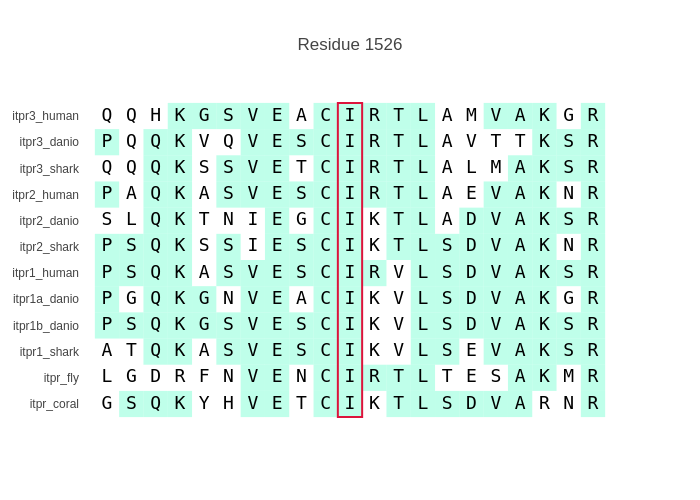 Residue 1526
itpr3_human Q Q H K G S V E A C I R T L A M V A K G R
itpr3_danio P Q Q K V Q V E S C I R T L A V T T K S R
itpr3_shark Q Q Q K S S V E T C I R T L A L M A K S R
itpr2_human P A Q K A S V E S C I R T L A E V A K N R
itpr2_danio S L Q K T N I E G C I K T L A D V A K S R
itpr2_shark P S Q K S S I E S C I K T L S D V A K N R
itpr1_human P S Q K A S V E S C I R V L S D V A K S R
itpr1a_danio P G Q K G N V E A C I K V L S D V A K G R
itpr1b_danio P S Q K G S V E S C I K V L S D V A K S R
itpr1_shark A T Q K A S V E S C I K V L S E V A K S R
itpr_fly L G D R F N V E N C I R T L T E S A K M R
itpr_coral G S Q K Y H V E T C I K T L S D V A R N R